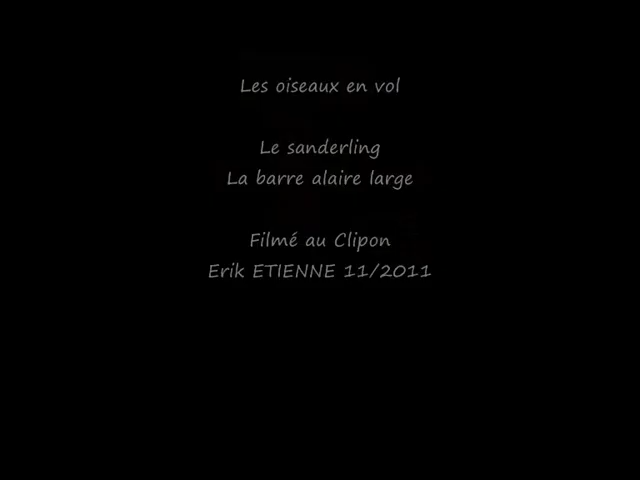 Les oiseaux en vol
Le sanderling
La barre alaire large
Filmé au Clipon
Erik ETIENNE 11/2011